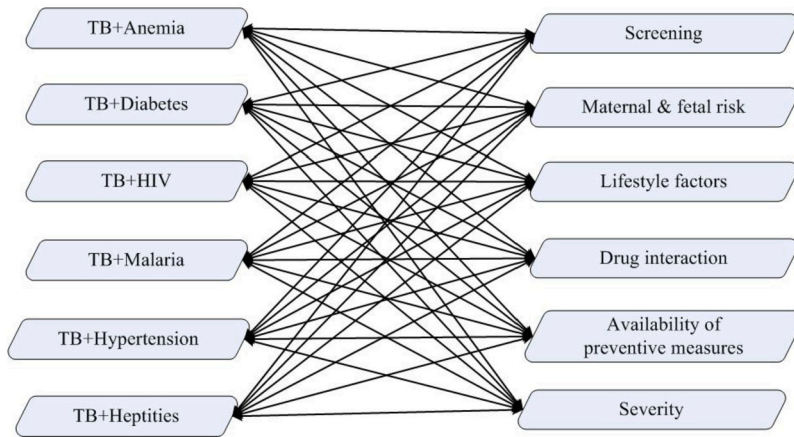 TB+Anemia
Screening
TB+Diabetes
Maternal & fetal risk
TB+HIV
Lifestyle factors
TB+Malaria
Drug interaction
TB+Hypertension
Availability of
preventive measures
TB+Heptities
Severity